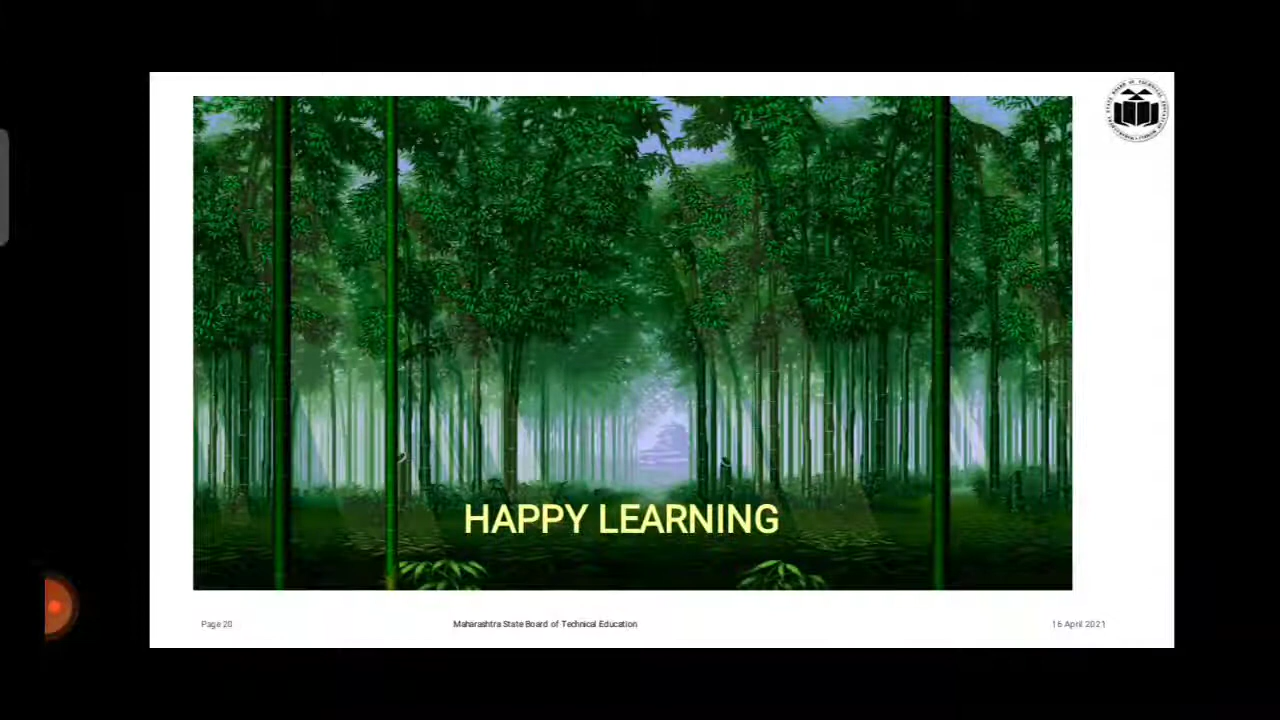 HAPPY LEARNING
Page 20
Maharashtra State Board of Technical Education
16 April 2021